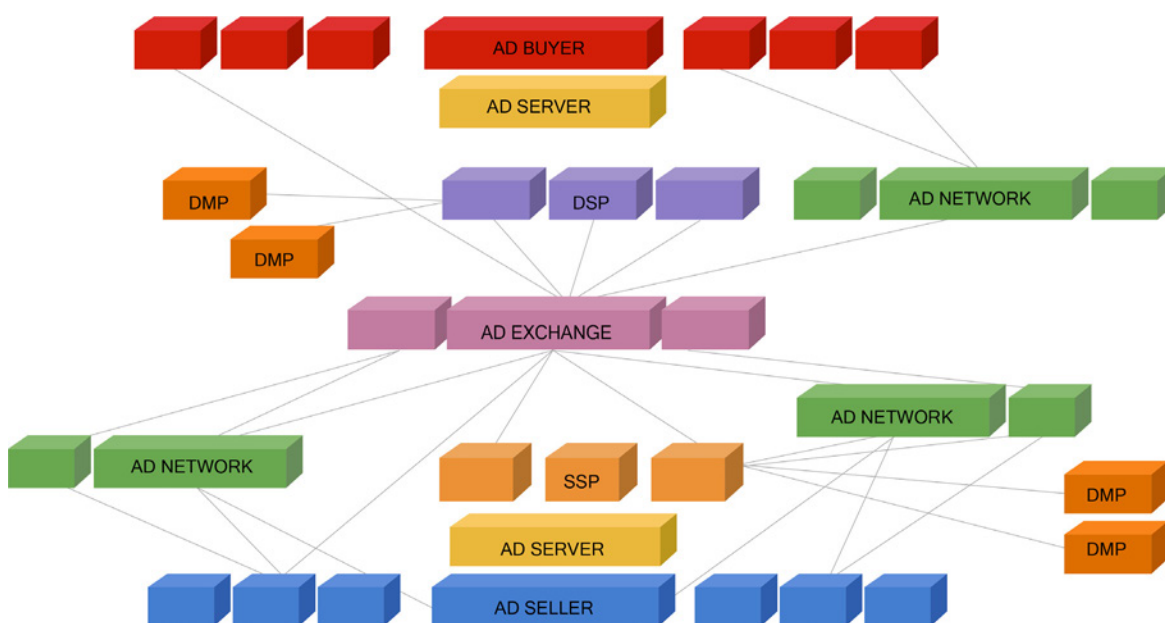 AD BUYER
AD SERVER
DMP
DSP
AD NETWORK
DMP
AD EXCHANGE
AD NETWORK
AD NETWORK
SSP
DMP
AD SERVER
DMP
AD SELLER